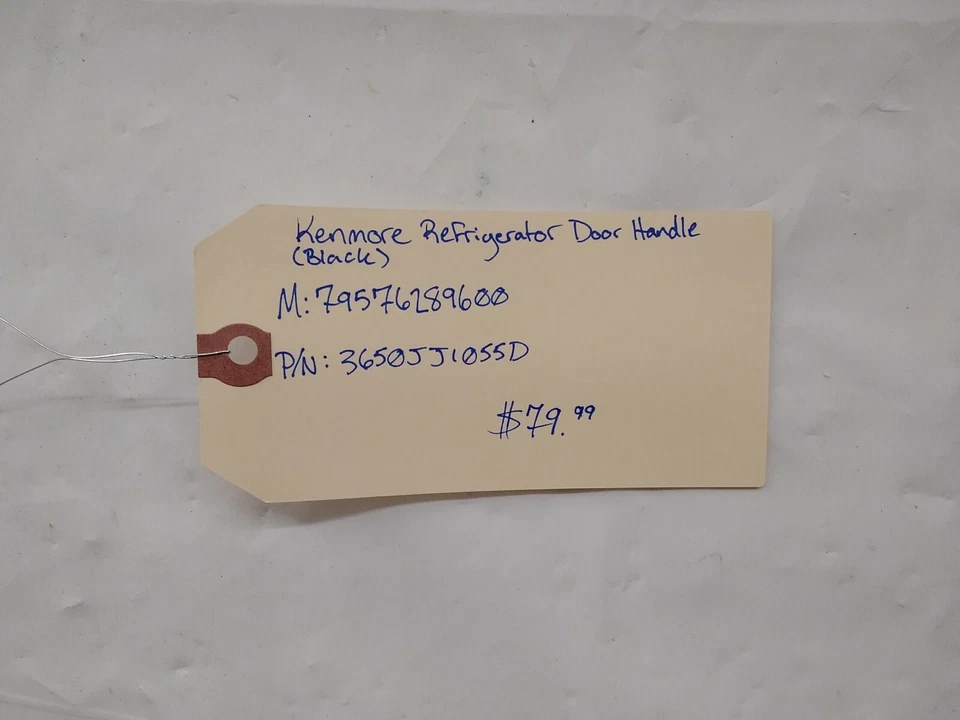 Kenmore Refrigerator Door Handle
(Black)
M: 79576289600
P/N: 3650JJ1055D
$79.99